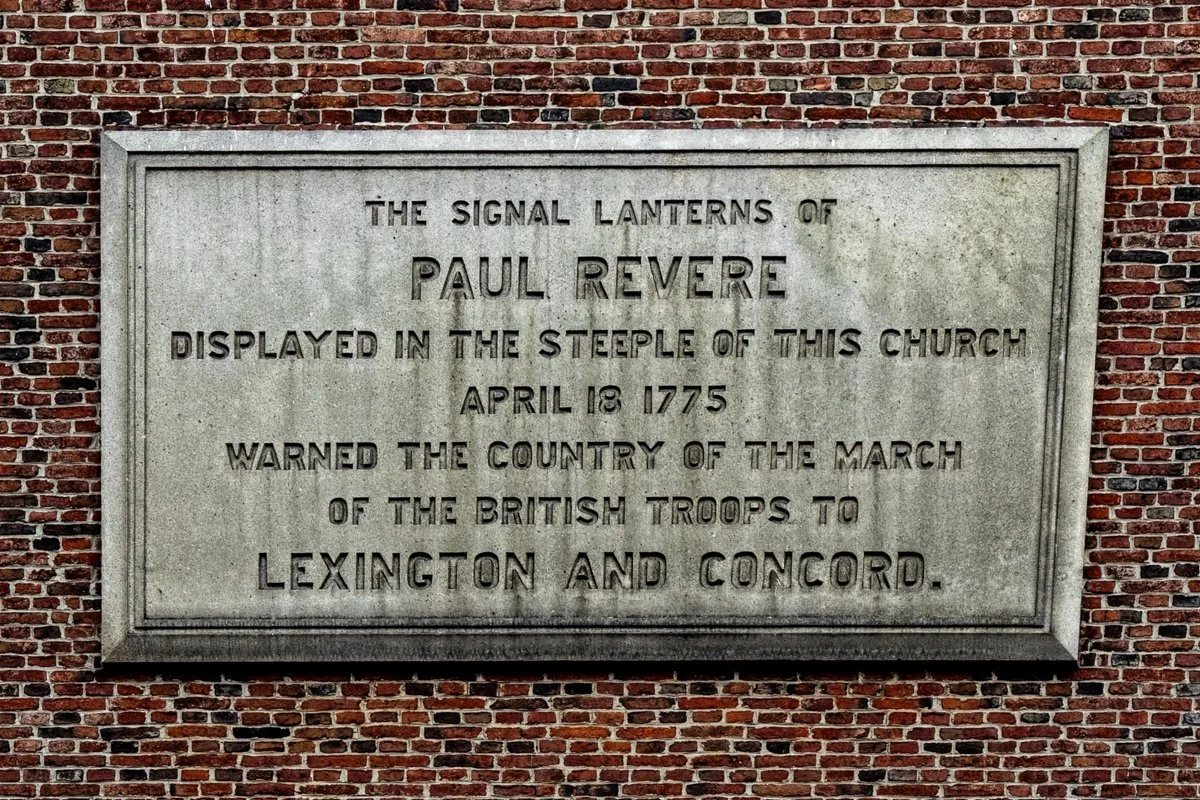 THE SIGNAL LANTERNS OF
PAUL REVERE
DISPLAYED IN THE STEEPLE OF THIS CHURCH
APRIL 18 1775
WARNED THE COUNTRY OF THE MARCH
OF THE BRITISH TROOPS TO
LEXINGTON AND CONCORD.